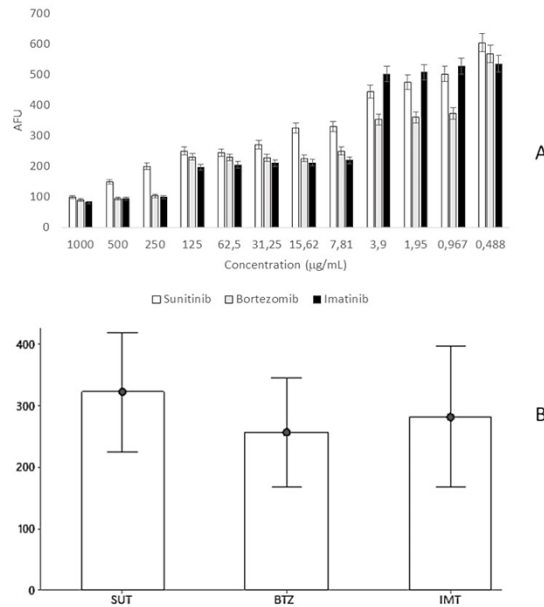 700
600
500
400
300
200
100
0
AFU
1000 500 250 125 62,5 31,25 15,62 7,81 3,9 1,95 0,967 0,488
Concentration (µg/mL)
Sunitinib Bortezomib Imatinib
A
400
300
200
100
0
SUT BTZ IMT
B